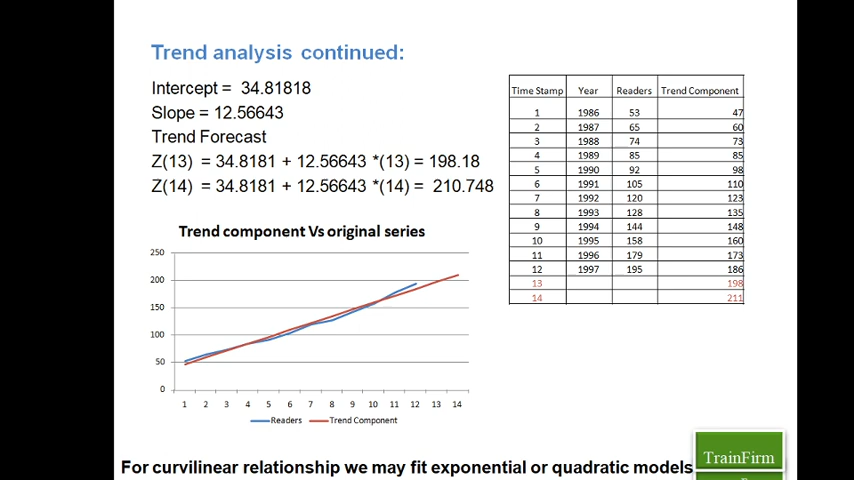 Trend analysis continued:
Intercept = 34.81818
Slope = 12.56643
Trend Forecast
Z(13) = 34.8181 + 12.56643 *(13) = 198.18
Z(14) = 34.8181 + 12.56643 *(14) = 210.748
Time Stamp Year Readers Trend Component
1 1986 53 47
2 1987 65 60
3 1988 74 73
4 1989 85 85
5 1990 92 98
6 1991 105 110
7 1992 120 123
8 1993 128 135
9 1994 144 148
10 1995 158 160
11 1996 179 173
12 1997 195 186
13 198
14 211
Trend component Vs original series
250
200
150
100
50
0
1 2 3 4 5 6 7 8 9 10 11 12 13 14
Readers Trend Component
For curvilinear relationship we may fit exponential or quadratic models
TrainFirm